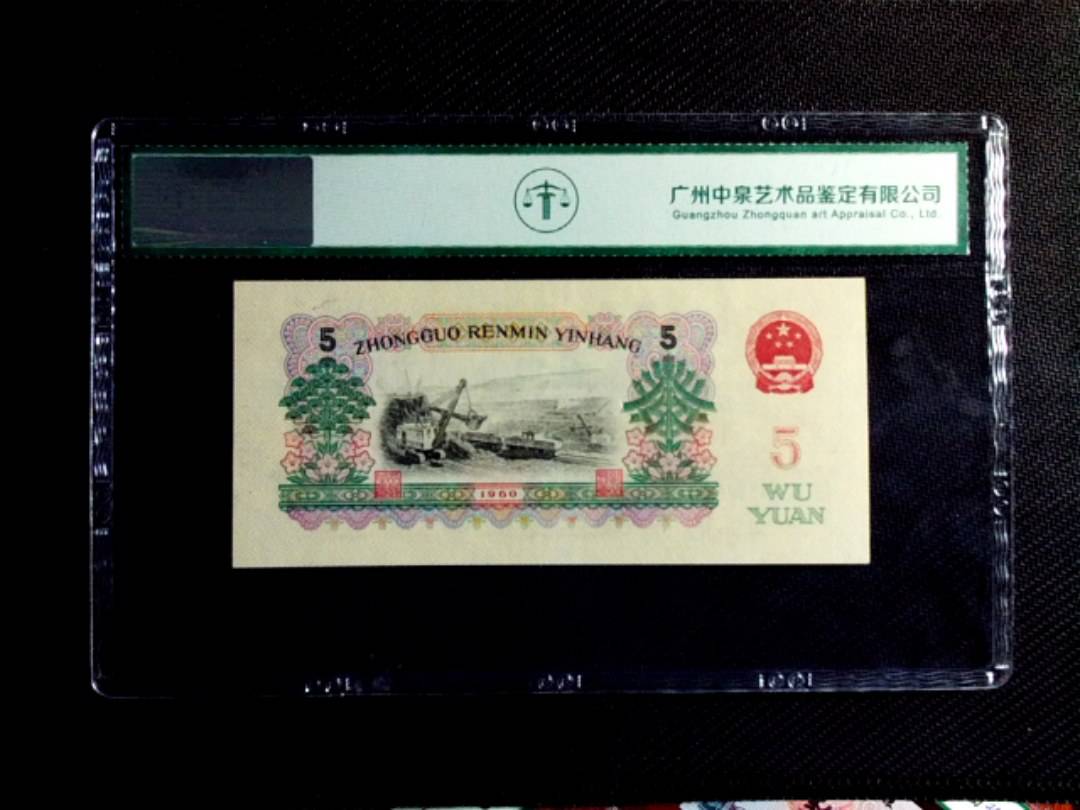 广州中泉艺术品鉴定有限公司
Guangzhou Zhongquan art Appraisal Co., Ltd.
5 ZHONGGUO RENMIN YINHANG 5
5
1960
WU
YUAN